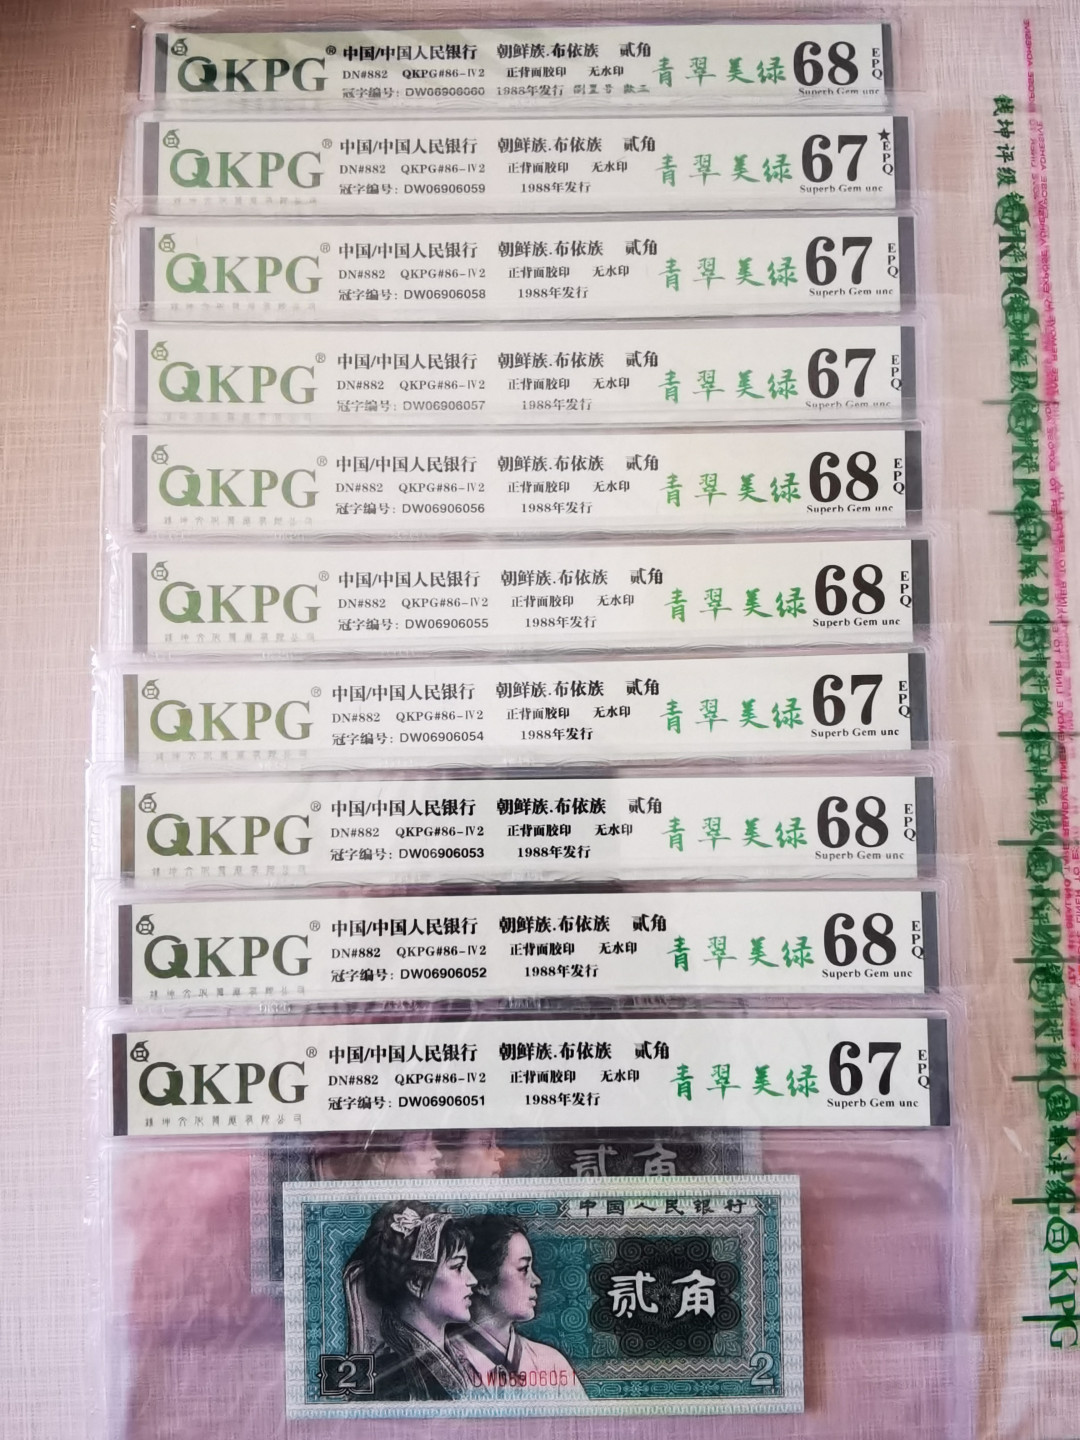 QKPG® 中国/中国人民银行 朝鲜族.布依族 贰角 青翠美绿 68 EPQ
DN#882 QKPG#86-Ⅳ2 正背面胶印 无水印
冠字编号: DW06906060 1988年发行 Superb Gem unc
QKPG® 中国/中国人民银行 朝鲜族.布依族 贰角 青翠美绿 67 ★EPQ
DN#882 QKPG#86-Ⅳ2 正背面胶印 无水印
冠字编号: DW06906059 1988年发行 Superb Gem unc
QKPG® 中国/中国人民银行 朝鲜族.布依族 贰角 青翠美绿 67 EPQ
DN#882 QKPG#86-Ⅳ2 正背面胶印 无水印
冠字编号: DW06906058 1988年发行 Superb Gem unc
QKPG® 中国/中国人民银行 朝鲜族.布依族 贰角 青翠美绿 67 EPQ
DN#882 QKPG#86-Ⅳ2 正背面胶印 无水印
冠字编号: DW06906057 1988年发行 Superb Gem unc
QKPG® 中国/中国人民银行 朝鲜族.布依族 贰角 青翠美绿 68 EPQ
DN#882 QKPG#86-Ⅳ2 正背面胶印 无水印
冠字编号: DW06906056 1988年发行 Superb Gem unc
QKPG® 中国/中国人民银行 朝鲜族.布依族 贰角 青翠美绿 68 EPQ
DN#882 QKPG#86-Ⅳ2 正背面胶印 无水印
冠字编号: DW06906055 1988年发行 Superb Gem unc
QKPG® 中国/中国人民银行 朝鲜族.布依族 贰角 青翠美绿 67 EPQ
DN#882 QKPG#86-Ⅳ2 正背面胶印 无水印
冠字编号: DW06906054 1988年发行 Superb Gem unc
QKPG® 中国/中国人民银行 朝鲜族.布依族 贰角 青翠美绿 68 EPQ
DN#882 QKPG#86-Ⅳ2 正背面胶印 无水印
冠字编号: DW06906053 1988年发行 Superb Gem unc
QKPG® 中国/中国人民银行 朝鲜族.布依族 贰角 青翠美绿 68 EPQ
DN#882 QKPG#86-Ⅳ2 正背面胶印 无水印
冠字编号: DW06906052 1988年发行 Superb Gem unc
QKPG® 中国/中国人民银行 朝鲜族.布依族 贰角 青翠美绿 67 EPQ
DN#882 QKPG#86-Ⅳ2 正背面胶印 无水印
冠字编号: DW06906051 1988年发行 Superb Gem unc
贰角
中国人民银行
贰角
2 DW06906051 2
钱坤评级
QKPG